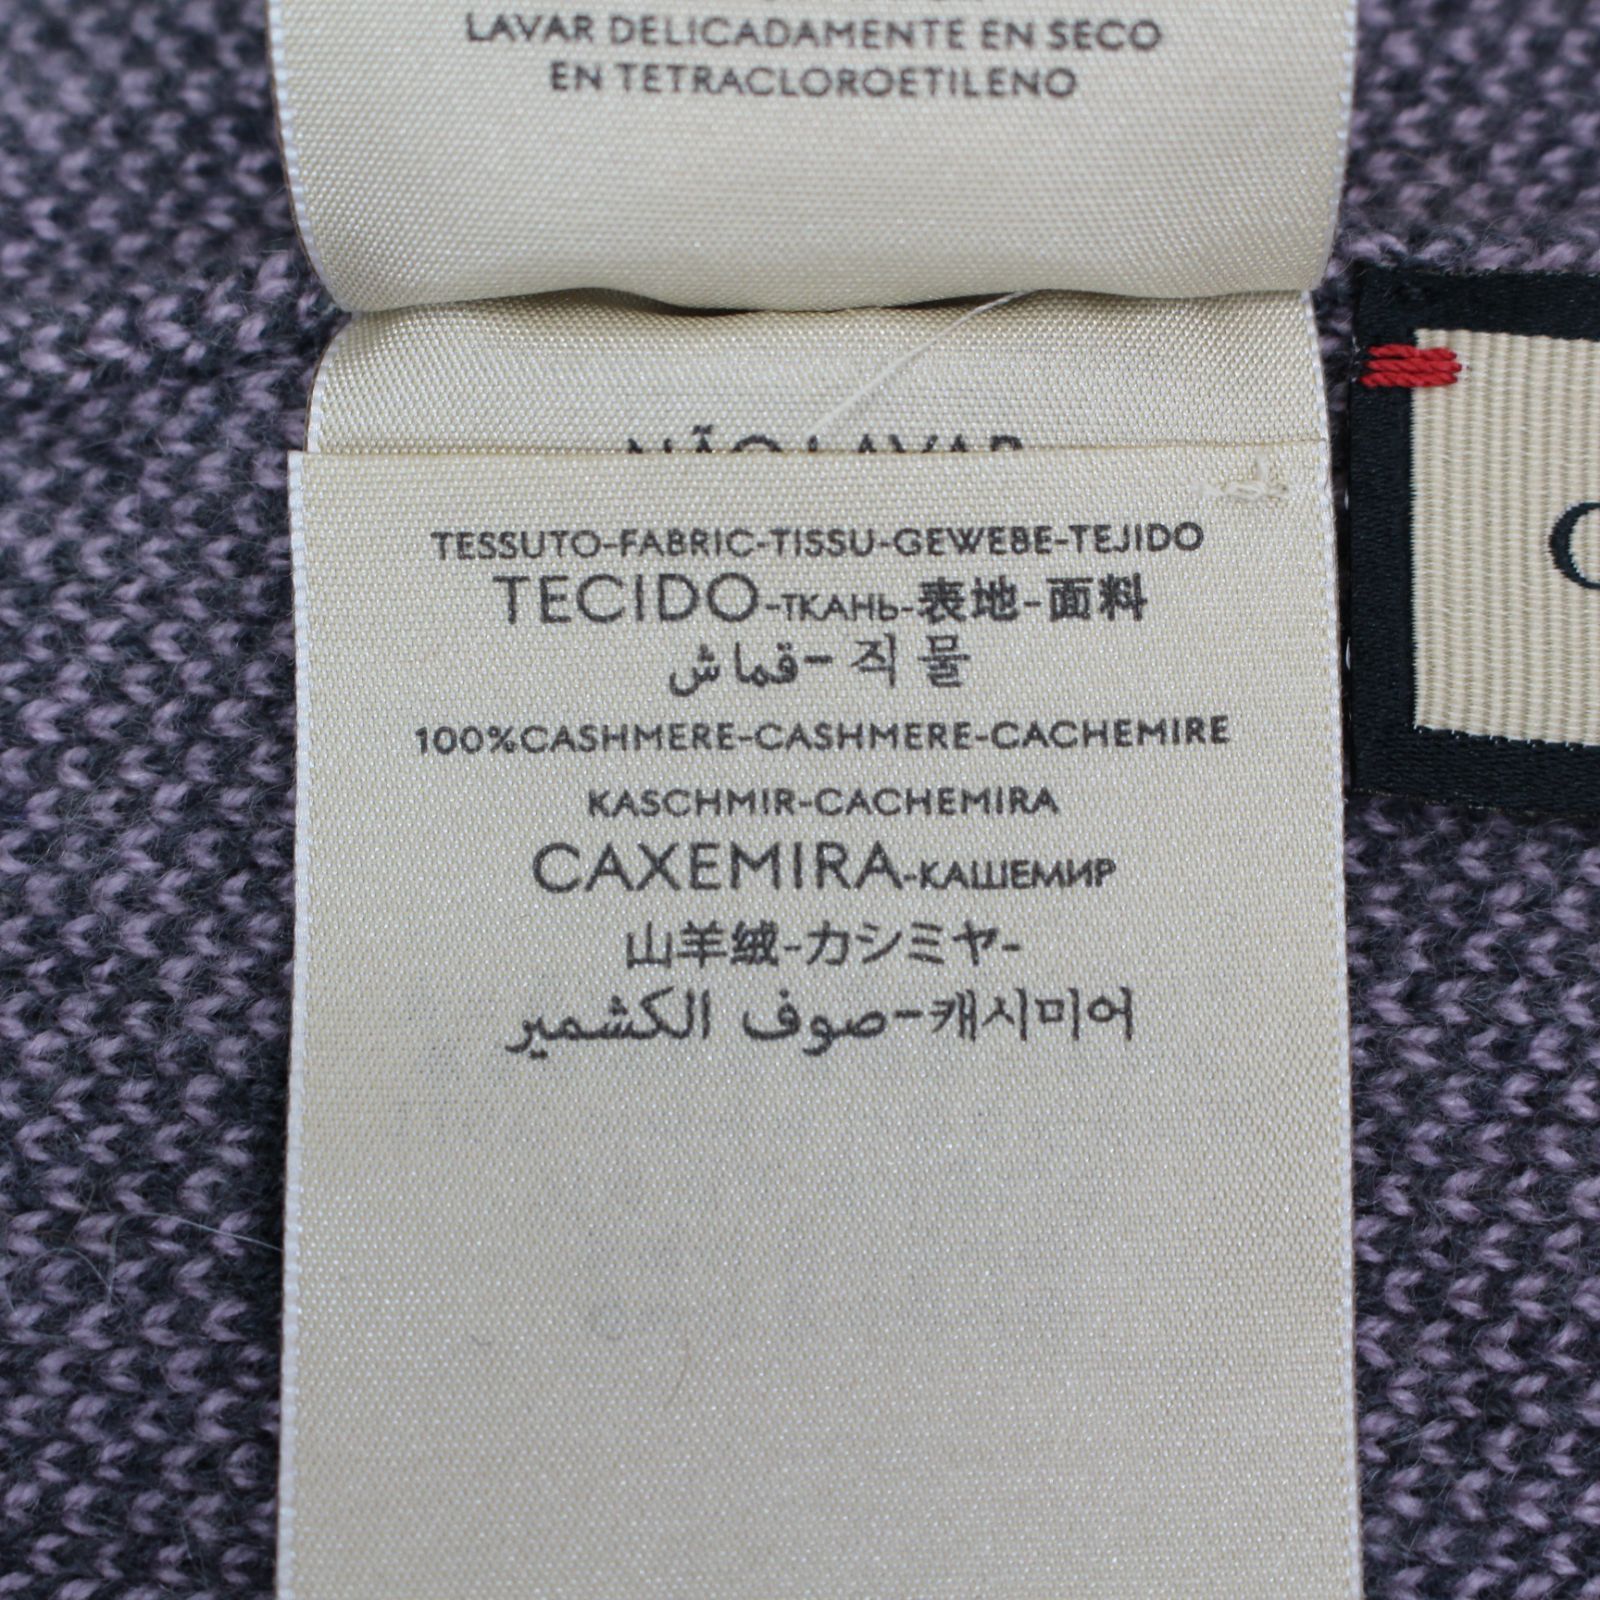 LAVAR DELICADAMENTE EN SECO
EN TETRACLOROETILENO
NÃO LAVAR
TESSUTO-FABRIC-TISSU-GEWEBE-TEJIDO
TECIDO-ТКАНЬ-表地-面料
قماش-직물
100%CASHMERE-CASHMERE-CACHEMIRE
KASCHMIR-CACHEMIRA
CAXEMIRA-КАШЕМИР
山羊绒-カシミヤ-
صوف الكشمير-캐시미어